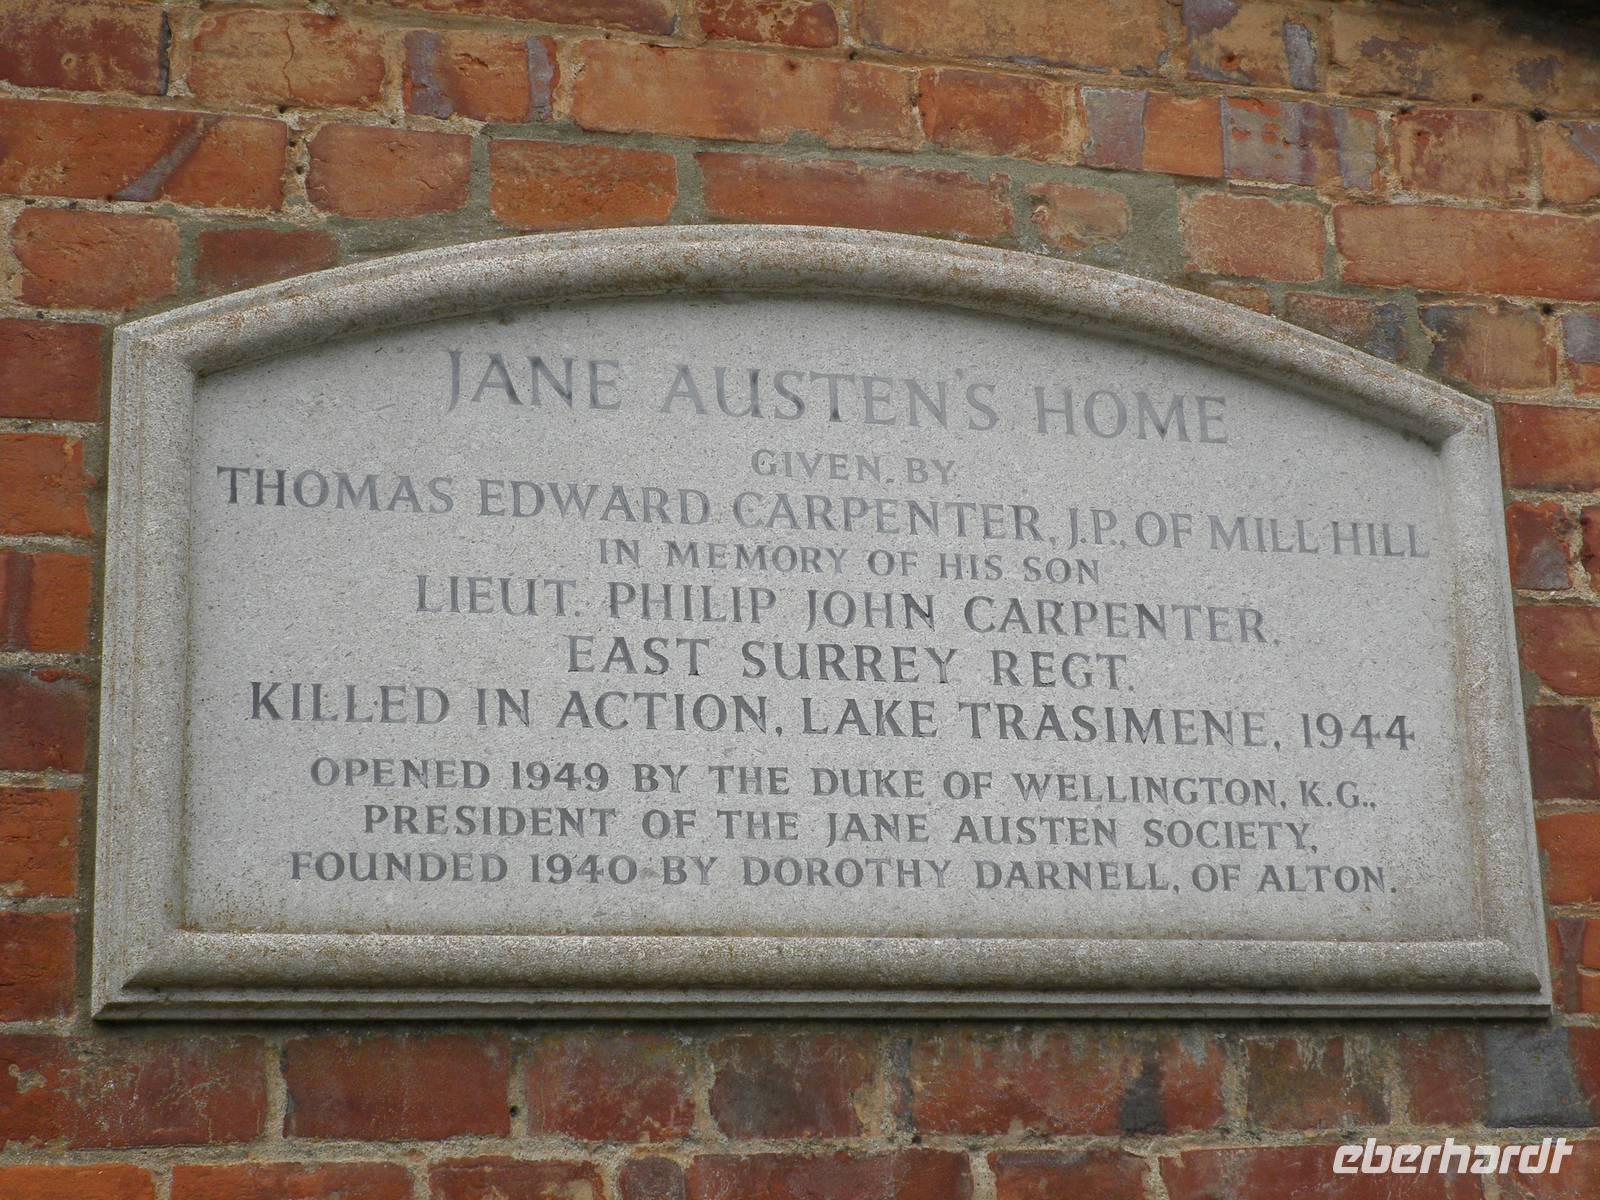 JANE AUSTEN'S HOME
GIVEN BY
THOMAS EDWARD CARPENTER, J.P., OF MILL HILL
IN MEMORY OF HIS SON
LIEUT. PHILIP JOHN CARPENTER,
EAST SURREY REGT.
KILLED IN ACTION, LAKE TRASIMENE, 1944
OPENED 1949 BY THE DUKE OF WELLINGTON, K.G.,
PRESIDENT OF THE JANE AUSTEN SOCIETY,
FOUNDED 1940 BY DOROTHY DARNELL, OF ALTON.
eberhardt